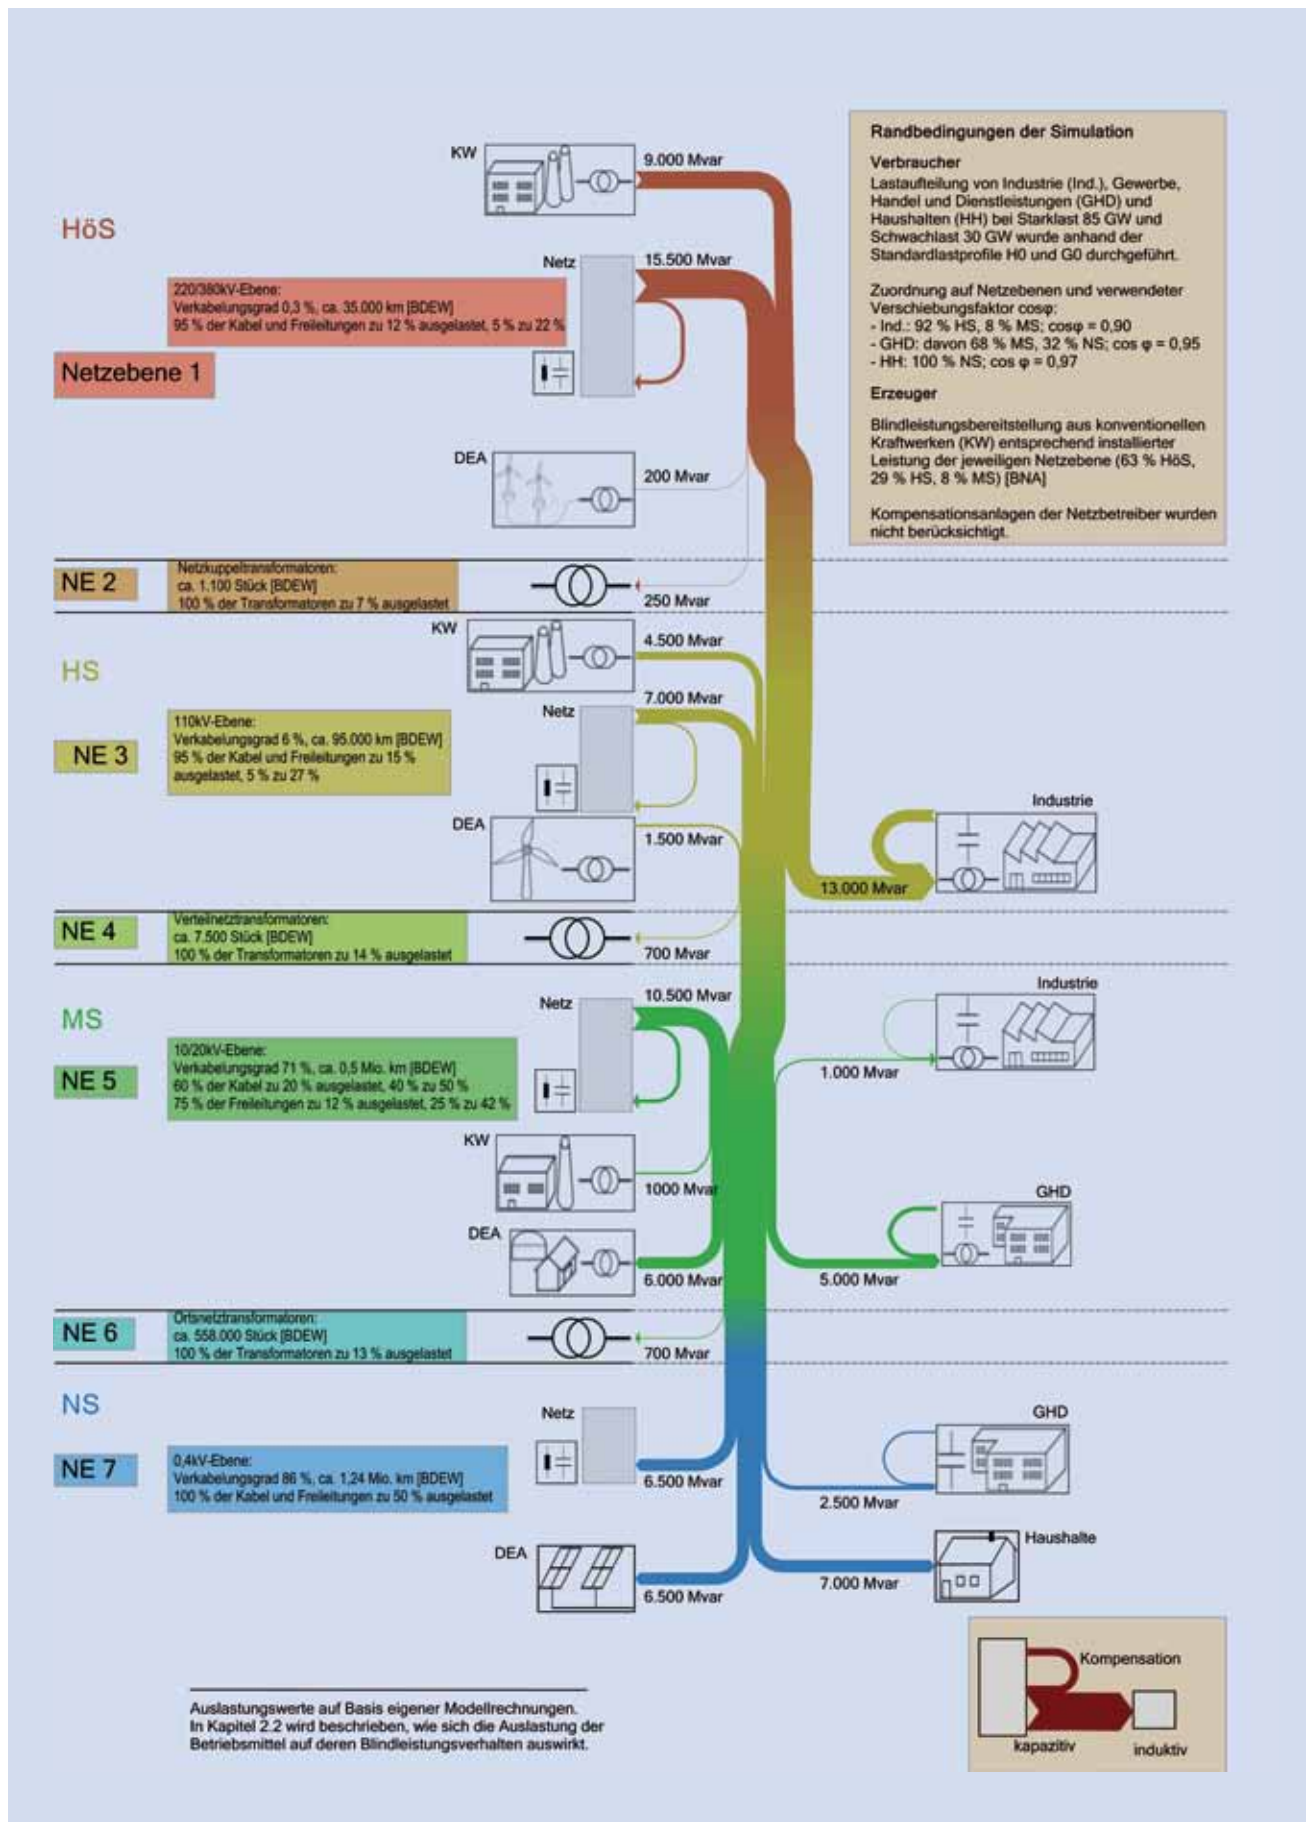 KW
9.000 Mvar
HöS
Netz
15.500 Mvar
220/380kV-Ebene:
Verkabelungsgrad 0,3 %, ca. 35.000 km [BDEW]
95 % der Kabel und Freileitungen zu 12 % ausgelastet, 5 % zu 22 %
Netzebene 1
DEA
200 Mvar
Randbedingungen der Simulation
Verbraucher
Lastaufteilung von Industrie (Ind.), Gewerbe,
Handel und Dienstleistungen (GHD) und
Haushalten (HH) bei Starklast 85 GW und
Schwachlast 30 GW wurde anhand der
Standardlastprofile H0 und G0 durchgeführt.
Zuordnung auf Netzebenen und verwendeter
Verschiebungsfaktor cosφ:
- Ind.: 92 % HS, 8 % MS; cosφ = 0,90
- GHD: davon 68 % MS, 32 % NS; cos φ = 0,95
- HH: 100 % NS; cos φ = 0,97
Erzeuger
Blindleistungsbereitstellung aus konventionellen
Kraftwerken (KW) entsprechend installierter
Leistung der jeweiligen Netzebene (63 % HöS,
29 % HS, 8 % MS) [BNA]
Kompensationsanlagen der Netzbetreiber wurden
nicht berücksichtigt.
NE 2
Netzkuppeltransformatoren:
ca. 1.100 Stück [BDEW]
100 % der Transformatoren zu 7 % ausgelastet
250 Mvar
KW
4.500 Mvar
HS
Netz
7.000 Mvar
110kV-Ebene:
Verkabelungsgrad 6 %, ca. 95.000 km [BDEW]
95 % der Kabel und Freileitungen zu 15 %
ausgelastet, 5 % zu 27 %
NE 3
DEA
1.500 Mvar
Industrie
13.000 Mvar
NE 4
Verteilnetztransformatoren:
ca. 7.500 Stück [BDEW]
100 % der Transformatoren zu 14 % ausgelastet
700 Mvar
MS
Netz
10.500 Mvar
Industrie
1.000 Mvar
10/20kV-Ebene:
Verkabelungsgrad 71 %, ca. 0,5 Mio. km [BDEW]
60 % der Kabel zu 20 % ausgelastet, 40 % zu 50 %
75 % der Freileitungen zu 12 % ausgelastet, 25 % zu 42 %
NE 5
KW
1000 Mvar
DEA
6.000 Mvar
GHD
5.000 Mvar
NE 6
Ortsnetztransformatoren:
ca. 558.000 Stück [BDEW]
100 % der Transformatoren zu 13 % ausgelastet
700 Mvar
NS
Netz
6.500 Mvar
GHD
2.500 Mvar
NE 7
0,4kV-Ebene:
Verkabelungsgrad 86 %, ca. 1,24 Mio. km [BDEW]
100 % der Kabel und Freileitungen zu 50 % ausgelastet
DEA
6.500 Mvar
Haushalte
7.000 Mvar
Kompensation
kapazitiv
induktiv
Auslastungswerte auf Basis eigener Modellrechnungen.
In Kapitel 2.2 wird beschrieben, wie sich die Auslastung der
Betriebsmittel auf deren Blindleistungsverhalten auswirkt.